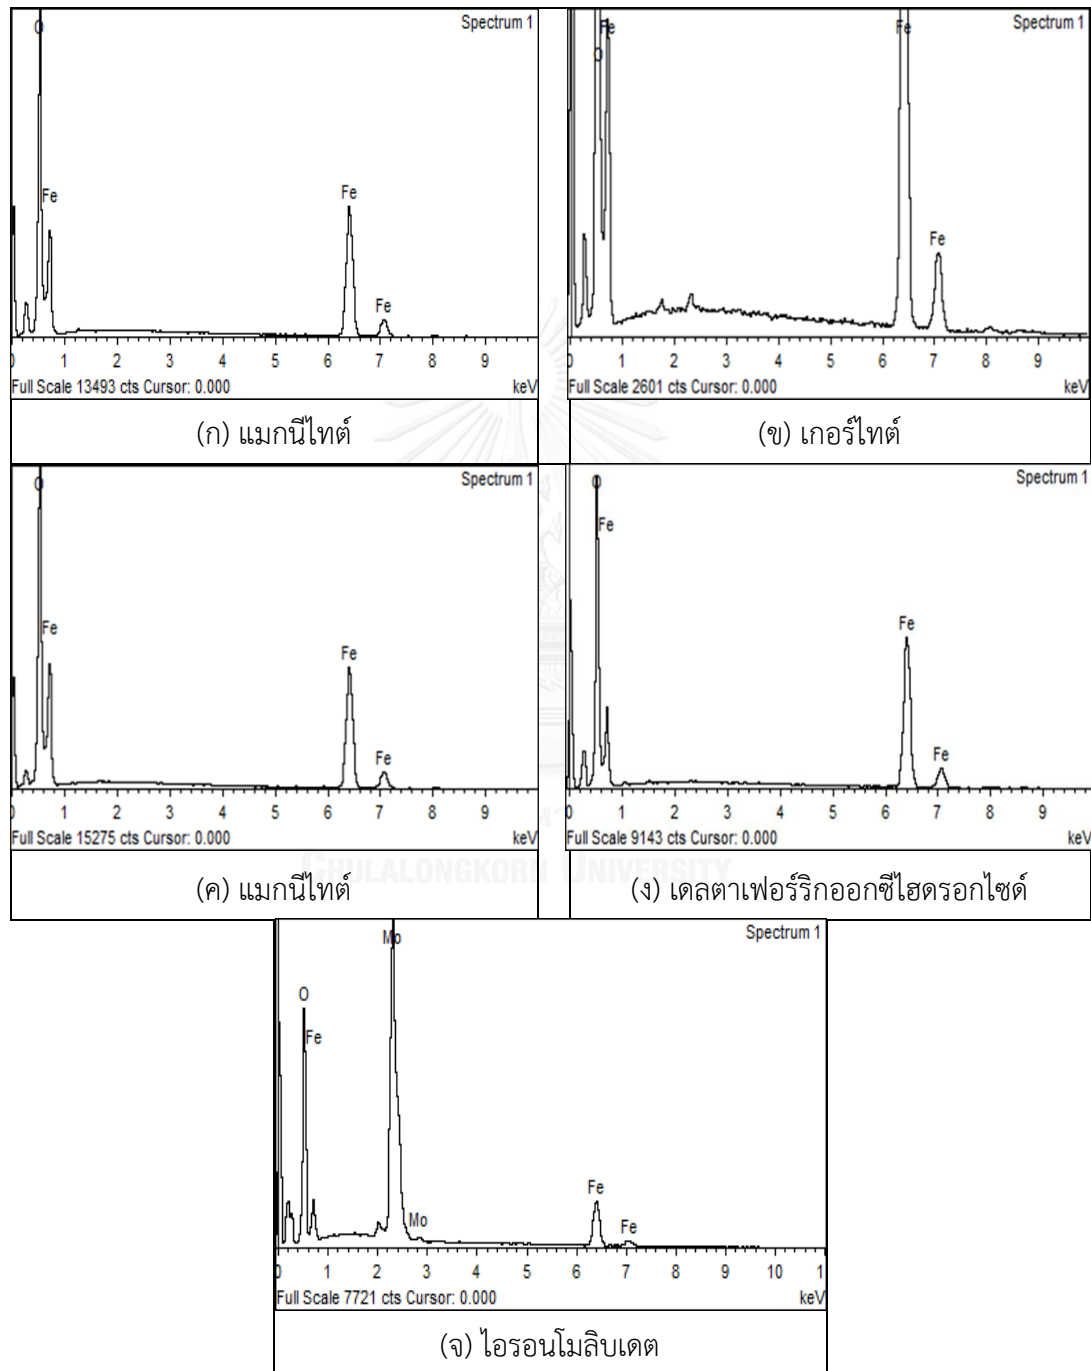 Spectrum 1
O
Fe
Fe
Fe
0 1 2 3 4 5 6 7 8 9
Full Scale 13493 cts Cursor: 0.000 keV
(ก) แมกนีไทต์
Spectrum 1
Fe
O
Fe
Fe
0 1 2 3 4 5 6 7 8 9
Full Scale 2601 cts Cursor: 0.000 keV
(ข) เกอร์ไทต์
Spectrum 1
O
Fe
Fe
Fe
0 1 2 3 4 5 6 7 8 9
Full Scale 15275 cts Cursor: 0.000 keV
(ค) แมกนีไทต์
Spectrum 1
O
Fe
Fe
Fe
0 1 2 3 4 5 6 7 8 9
Full Scale 9143 cts Cursor: 0.000 keV
(ง) เดลตาเฟอร์ริกออกซีไฮดรอกไซด์
CHULALONGKORN UNIVERSITY
Spectrum 1
Mo
O
Fe
Mo
Fe
Fe
0 1 2 3 4 5 6 7 8 9 10 1
Full Scale 7721 cts Cursor: 0.000 keV
(จ) ไอรอนโมลิบเดต